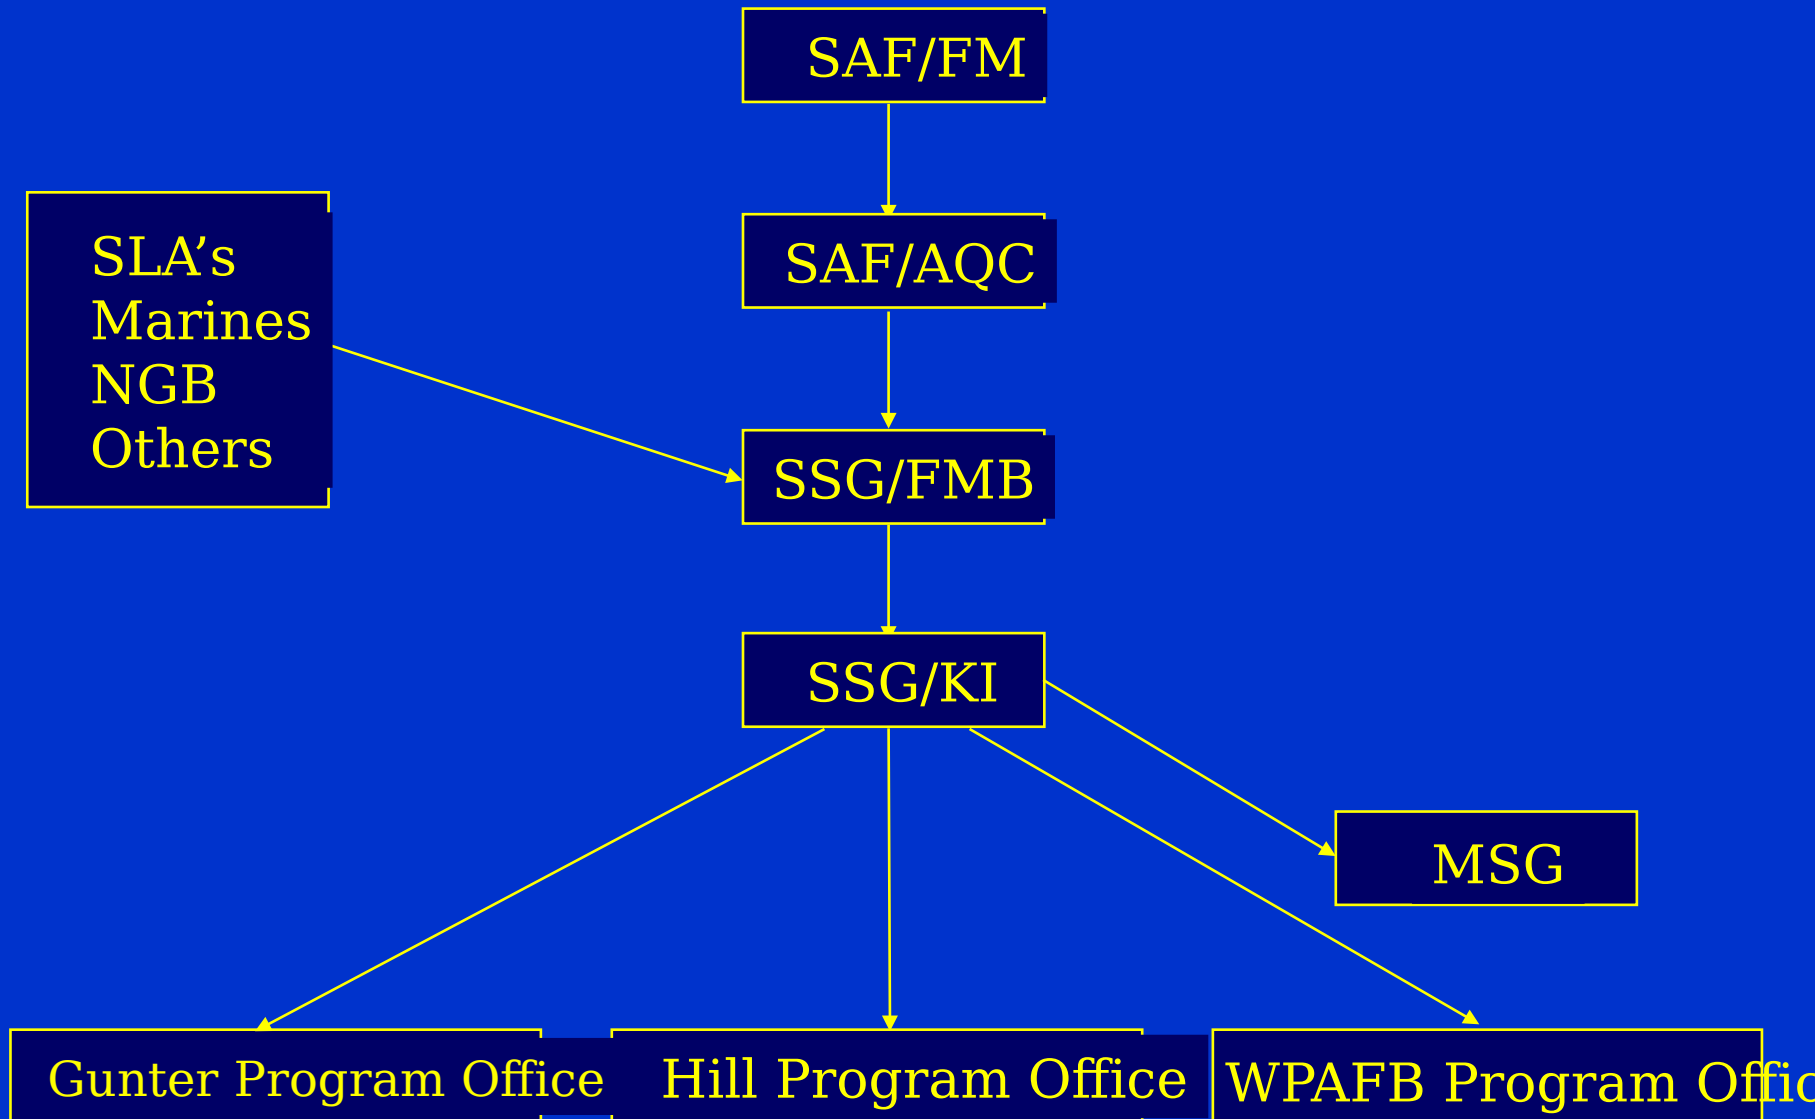 SAF/FM
SLA’s
Marines
NGB
Others
SAF/AQC
SSG/FMB
SSG/KI
MSG
Gunter Program Office
Hill Program Office
WPAFB Program